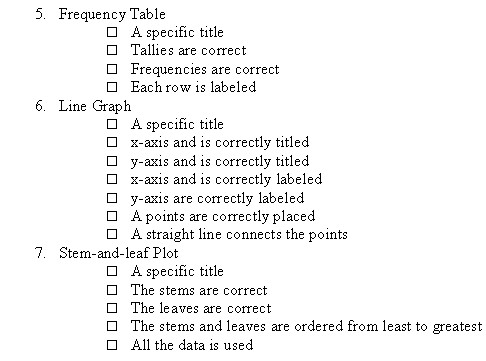 5. Frequency Table
☐ A specific title
☐ Tallies are correct
☐ Frequencies are correct
☐ Each row is labeled
6. Line Graph
☐ A specific title
☐ x-axis and is correctly titled
☐ y-axis and is correctly titled
☐ x-axis and is correctly labeled
☐ y-axis are correctly labeled
☐ A points are correctly placed
☐ A straight line connects the points
7. Stem-and-leaf Plot
☐ A specific title
☐ The stems are correct
☐ The leaves are correct
☐ The stems and leaves are ordered from least to greatest
☐ All the data is used